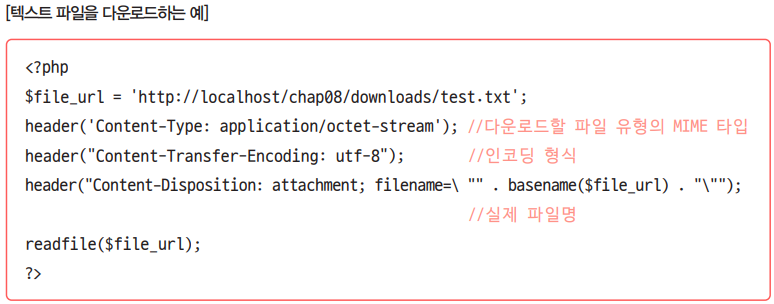 [텍스트 파일을 다운로드하는 예]
<?php
$file_url = 'http://localhost/chap08/downloads/test.txt';
header('Content-Type: application/octet-stream'); //다운로드할 파일 유형의 MIME 타입
header("Content-Transfer-Encoding: utf-8"); //인코딩 형식
header("Content-Disposition: attachment; filename=\ "" . basename($file_url) . "\"");
//실제 파일명
readfile($file_url);
?>